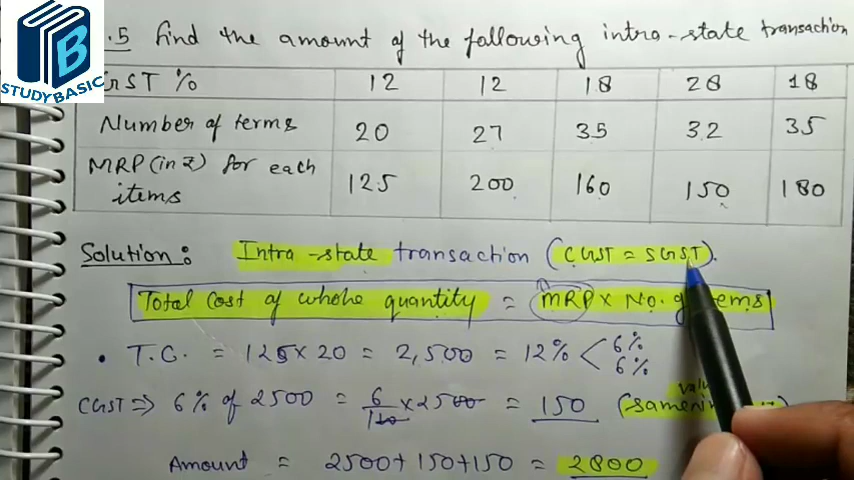 B
STUDYBASIC
.5 Find the amount of the following intra-state transaction
GST % 12 12 18 28 18
Number of terms 20 27 35 32 35
MRP (in ₹) for each items 125 200 160 150 180
Solution: Intra-state transaction (CGST = SGST).
Total cost of whole quantity = MRP × No. of items
• T.C. = 125 × 20 = 2,500 = 12% < 6% 6%
CGST ⇒ 6% of 2500 = 6/100 × 2500 = 150 (same
Amount = 2500 + 150 + 150 = 2800